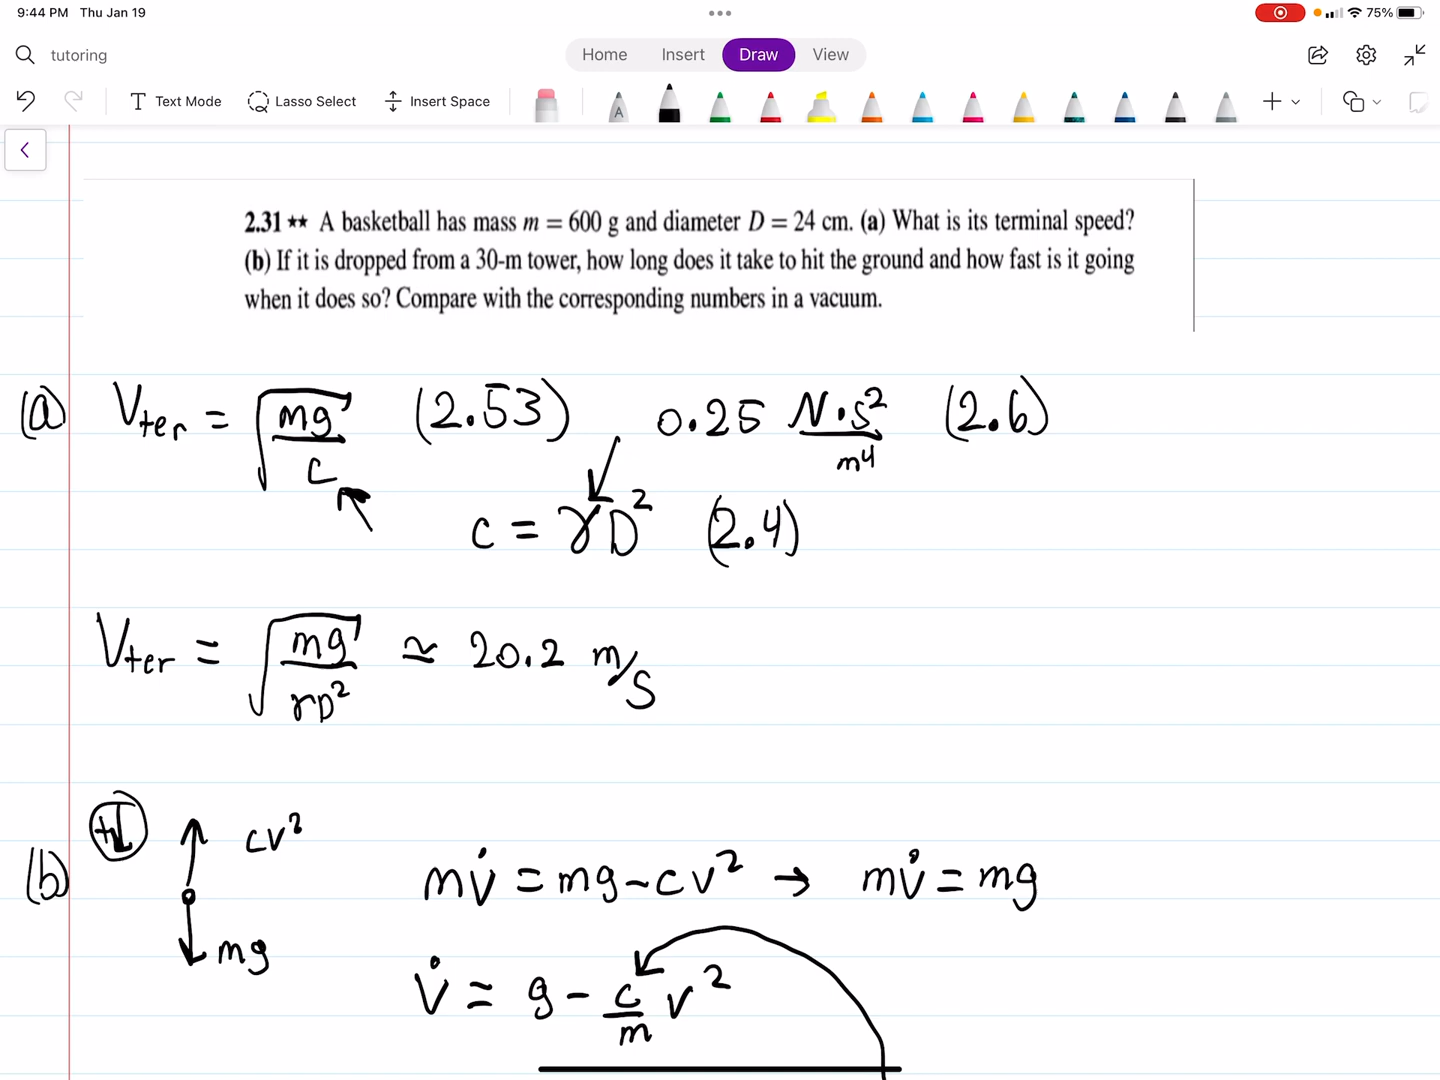 9:44 PM Thu Jan 19
75%
tutoring
Home Insert Draw View
Text Mode Lasso Select Insert Space
A
2.31 ★★ A basketball has mass m = 600 g and diameter D = 24 cm. (a) What is its terminal speed?
(b) If it is dropped from a 30-m tower, how long does it take to hit the ground and how fast is it going
when it does so? Compare with the corresponding numbers in a vacuum.
(a) Vter = √(mg/c) (2.53) 0.25 N·s²/m⁴ (2.6)
c = γD² (2.4)
Vter = √(mg/γD²) ≃ 20.2 m/s
+↓
cv²
(b) mv̇ = mg - cv² → mv̇ = mg
mg
v̇ = g - c/m v²